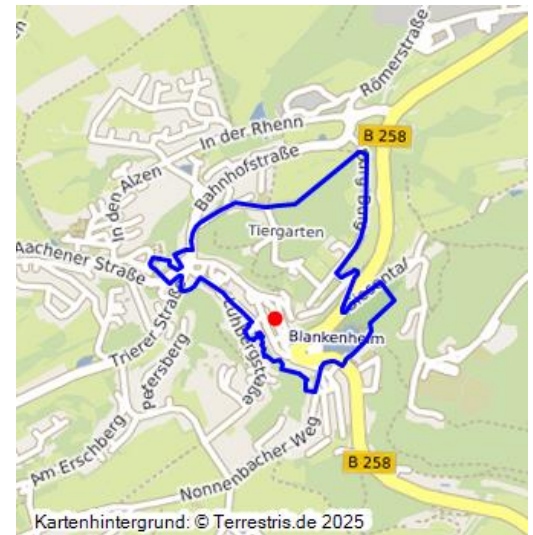 Römerstraße
B 258
In der Rhenn
Bahnhofstraße
In den Alzen
Tiergarten
Burg
Aachener Straße
Trierer Straße
Petersberg
Blankenheim
Am Erschberg
Nonnenbacher Weg
B 258
Kartenhintergrund: © Terrestris.de 2025